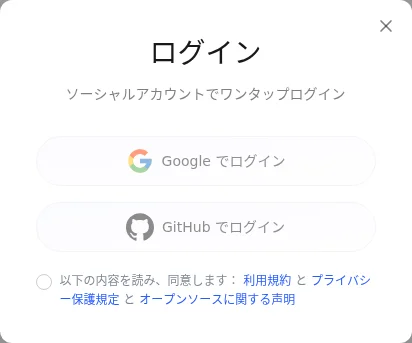 ログイン
ソーシャルアカウントでワンタップログイン
Google でログイン
GitHub でログイン
以下の内容を読み、同意します： 利用規約 と プライバシ
ー保護規定 と オープンソースに関する声明